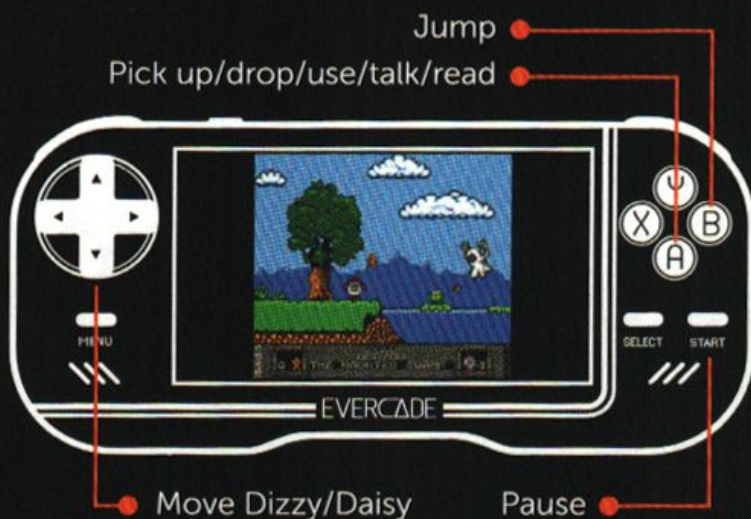 Jump
Pick up/drop/use/talk/read
Y
X
B
A
MENU
SELECT
START
EVERCADE
Move Dizzy/Daisy
Pause